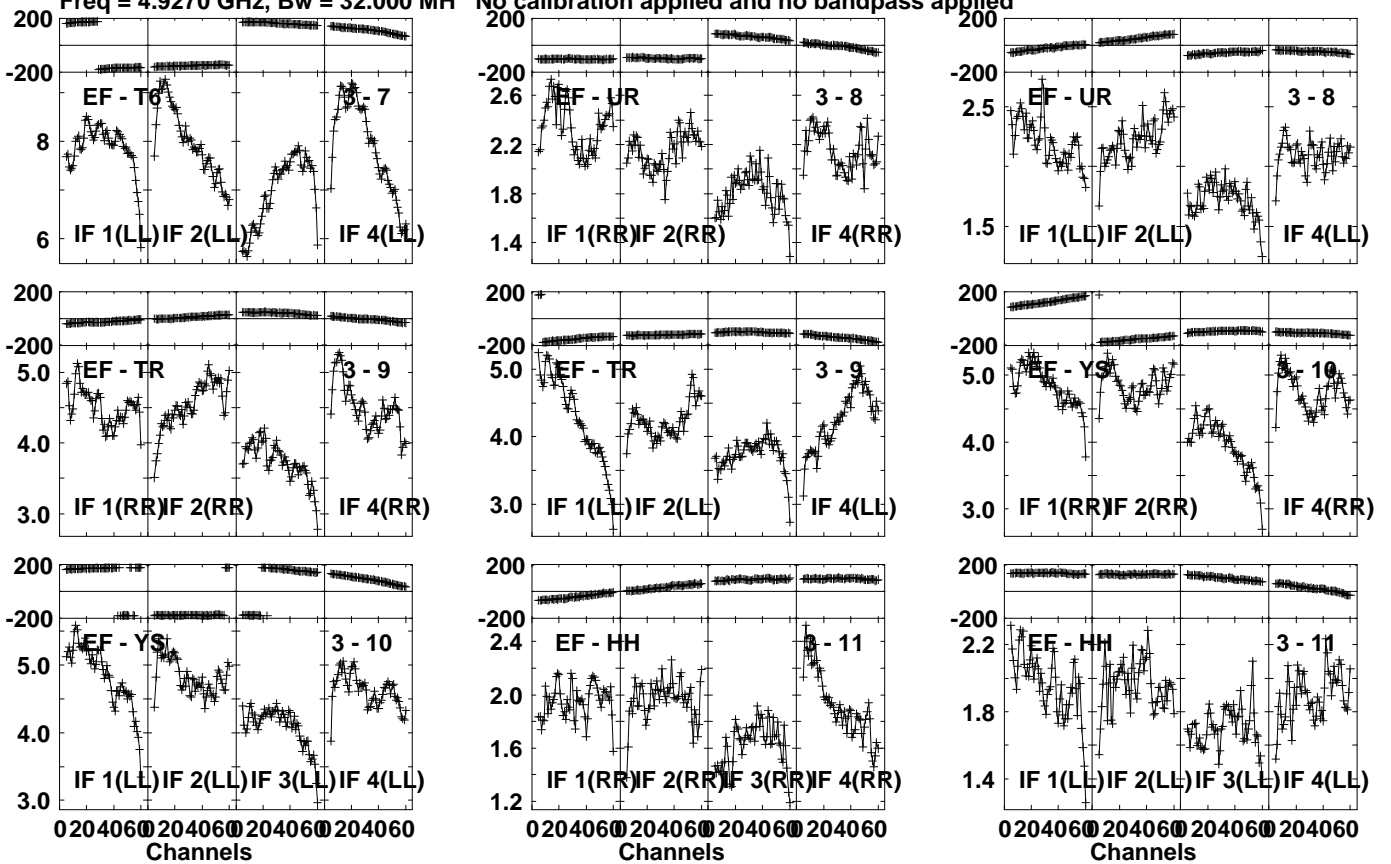 Freq = 4.9270 GHz, Bw = 32.000 MH   No calibration applied and no bandpass applied
200
-200
EF - T6 3 - 7
8
6
IF 1(LL) IF 2(LL) IF 4(LL)
200
-200
EF - UR 3 - 8
2.6
2.2
1.8
1.4
IF 1(RR) IF 2(RR) IF 4(RR)
200
-200
EF - UR 3 - 8
2.5
1.5
IF 1(LL) IF 2(LL) IF 4(LL)
200
-200
EF - TR 3 - 9
5.0
4.0
3.0
IF 1(RR) IF 2(RR) IF 4(RR)
200
-200
EF - TR 3 - 9
5.0
4.0
3.0
IF 1(LL) IF 2(LL) IF 4(LL)
200
-200
EF - YS 3 - 10
5.0
4.0
3.0
IF 1(RR) IF 2(RR) IF 4(RR)
200
-200
EF - YS 3 - 10
5.0
4.0
3.0
IF 1(LL) IF 2(LL) IF 3(LL) IF 4(LL)
0 20 40 60 0 20 40 60 0 20 40 60 0 20 40 60
Channels
200
-200
EF - HH 3 - 11
2.4
2.0
1.6
1.2
IF 1(RR) IF 2(RR) IF 3(RR) IF 4(RR)
0 20 40 60 0 20 40 60 0 20 40 60 0 20 40 60
Channels
200
-200
EF - HH 3 - 11
2.2
1.8
1.4
IF 1(LL) IF 2(LL) IF 3(LL) IF 4(LL)
0 20 40 60 0 20 40 60 0 20 40 60 0 20 40 60
Channels